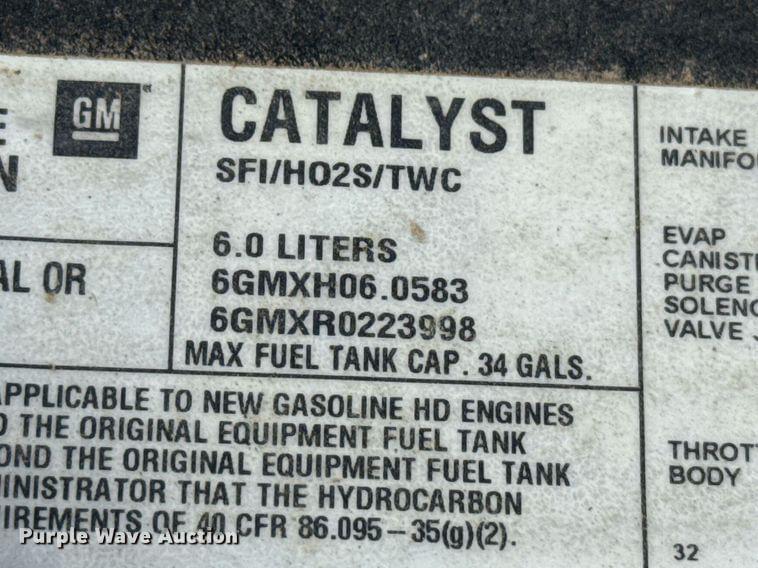 GM
CATALYST
SFI/HO2S/TWC
6.0 LITERS
6GMXH06.0583
6GMXR0223998
MAX FUEL TANK CAP. 34 GALS.
E
N
AL OR
APPLICABLE TO NEW GASOLINE HD ENGINES
O THE ORIGINAL EQUIPMENT FUEL TANK
OND THE ORIGINAL EQUIPMENT FUEL TANK
MINISTRATOR THAT THE HYDROCARBON
IREMENTS OF 40 CFR 86.095-35(g)(2).
INTAKE
MANIFO
EVAP
CANIST
PURGE
SOLENO
VALVE
THROTT
BODY
32
Purple Wave Auction